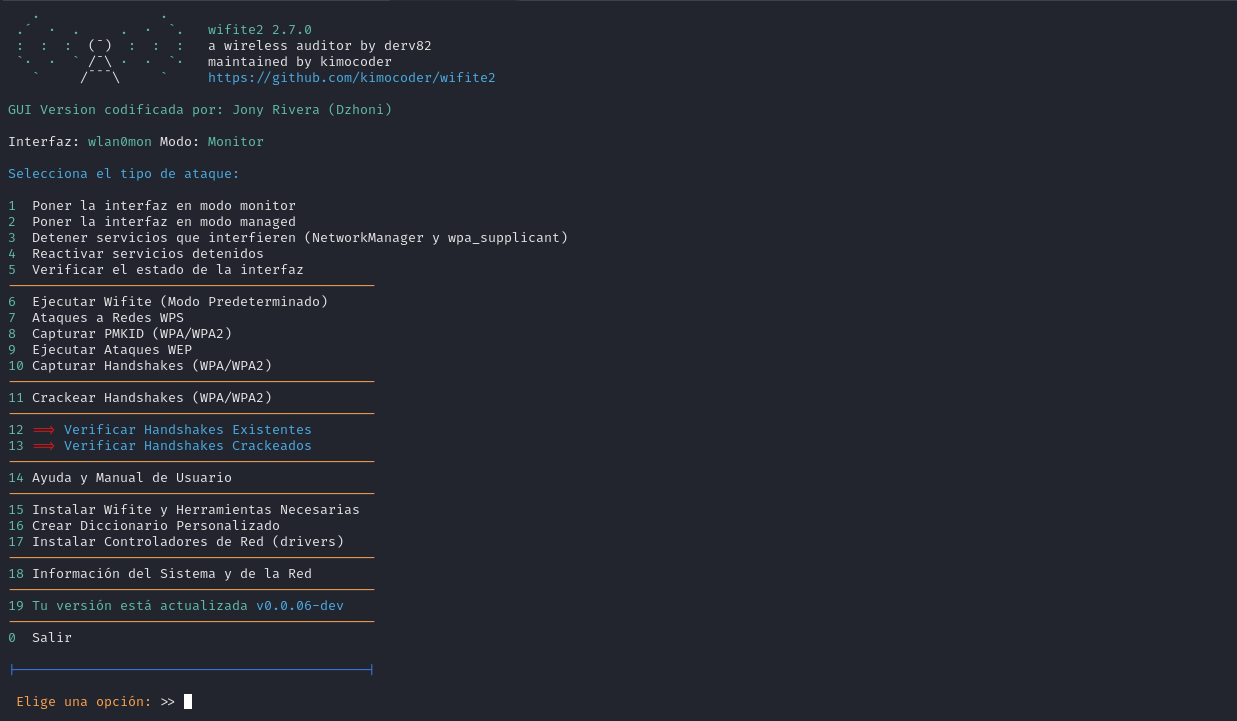 wifite2 2.7.0
a wireless auditor by derv82
maintained by kimocoder
https://github.com/kimocoder/wifite2
GUI Version codificada por: Jony Rivera (Dzhoni)
Interfaz: wlan0mon Modo: Monitor
Selecciona el tipo de ataque:
1 Poner la interfaz en modo monitor
2 Poner la interfaz en modo managed
3 Detener servicios que interfieren (NetworkManager y wpa_supplicant)
4 Reactivar servicios detenidos
5 Verificar el estado de la interfaz
6 Ejecutar Wifite (Modo Predeterminado)
7 Ataques a Redes WPS
8 Capturar PMKID (WPA/WPA2)
9 Ejecutar Ataques WEP
10 Capturar Handshakes (WPA/WPA2)
11 Crackear Handshakes (WPA/WPA2)
12 ==> Verificar Handshakes Existentes
13 ==> Verificar Handshakes Crackeados
14 Ayuda y Manual de Usuario
15 Instalar Wifite y Herramientas Necesarias
16 Crear Diccionario Personalizado
17 Instalar Controladores de Red (drivers)
18 Información del Sistema y de la Red
19 Tu versión está actualizada v0.0.06-dev
0 Salir
Elige una opción: >>